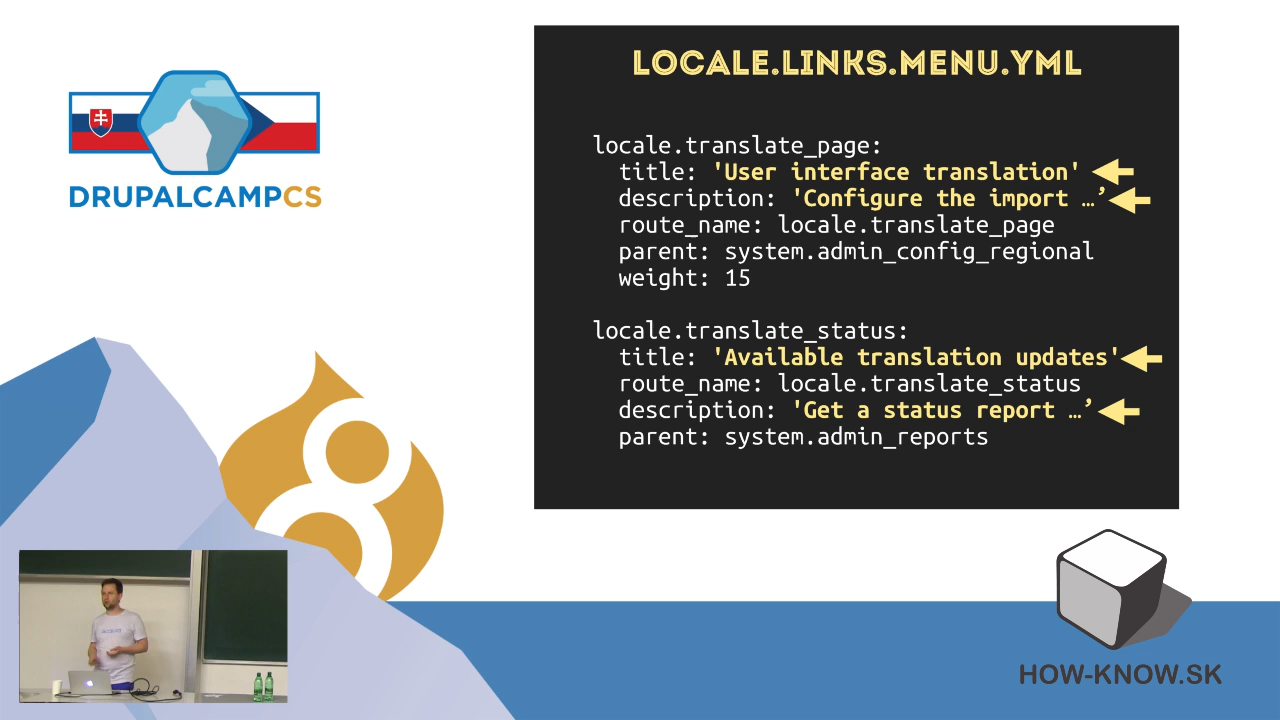 DRUPALCAMPCS
LOCALE.LINKS.MENU.YML
locale.translate_page:
title: 'User interface translation'
description: 'Configure the import …’
route_name: locale.translate_page
parent: system.admin_config_regional
weight: 15
locale.translate_status:
title: 'Available translation updates'
route_name: locale.translate_status
description: 'Get a status report …’
parent: system.admin_reports
HOW-KNOW.SK